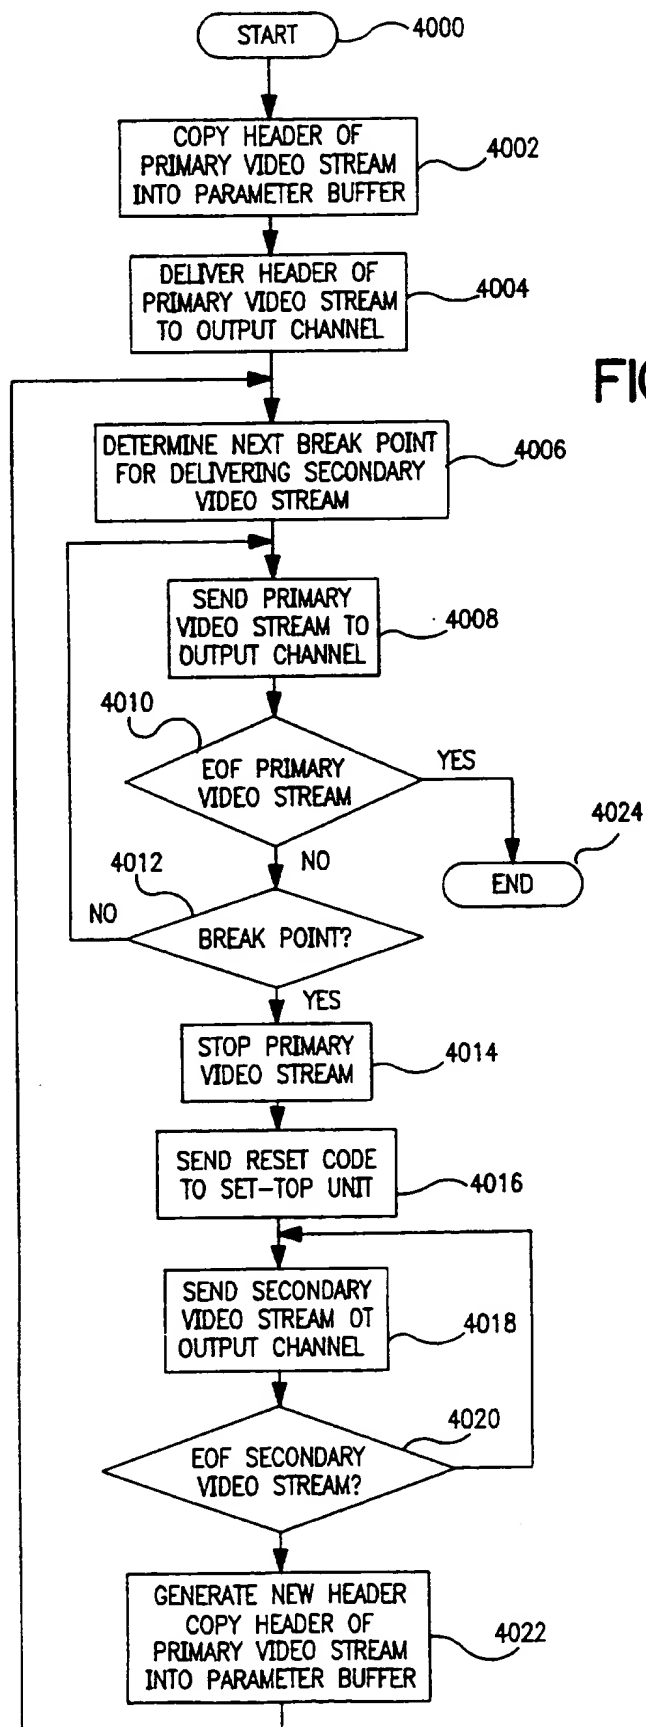 START
4000
COPY HEADER OF
PRIMARY VIDEO STREAM
INTO PARAMETER BUFFER
4002
DELIVER HEADER OF
PRIMARY VIDEO STREAM
TO OUTPUT CHANNEL
4004
FIG
DETERMINE NEXT BREAK POINT
FOR DELIVERING SECONDARY
VIDEO STREAM
4006
SEND PRIMARY
VIDEO STREAM TO
OUTPUT CHANNEL
4008
4010
EOF PRIMARY
VIDEO STREAM
YES
4024
END
NO
4012
NO
BREAK POINT?
YES
STOP PRIMARY
VIDEO STREAM
4014
SEND RESET CODE
TO SET-TOP UNIT
4016
SEND SECONDARY
VIDEO STREAM OT
OUTPUT CHANNEL
4018
4020
EOF SECONDARY
VIDEO STREAM?
GENERATE NEW HEADER
COPY HEADER OF
PRIMARY VIDEO STREAM
INTO PARAMETER BUFFER
4022